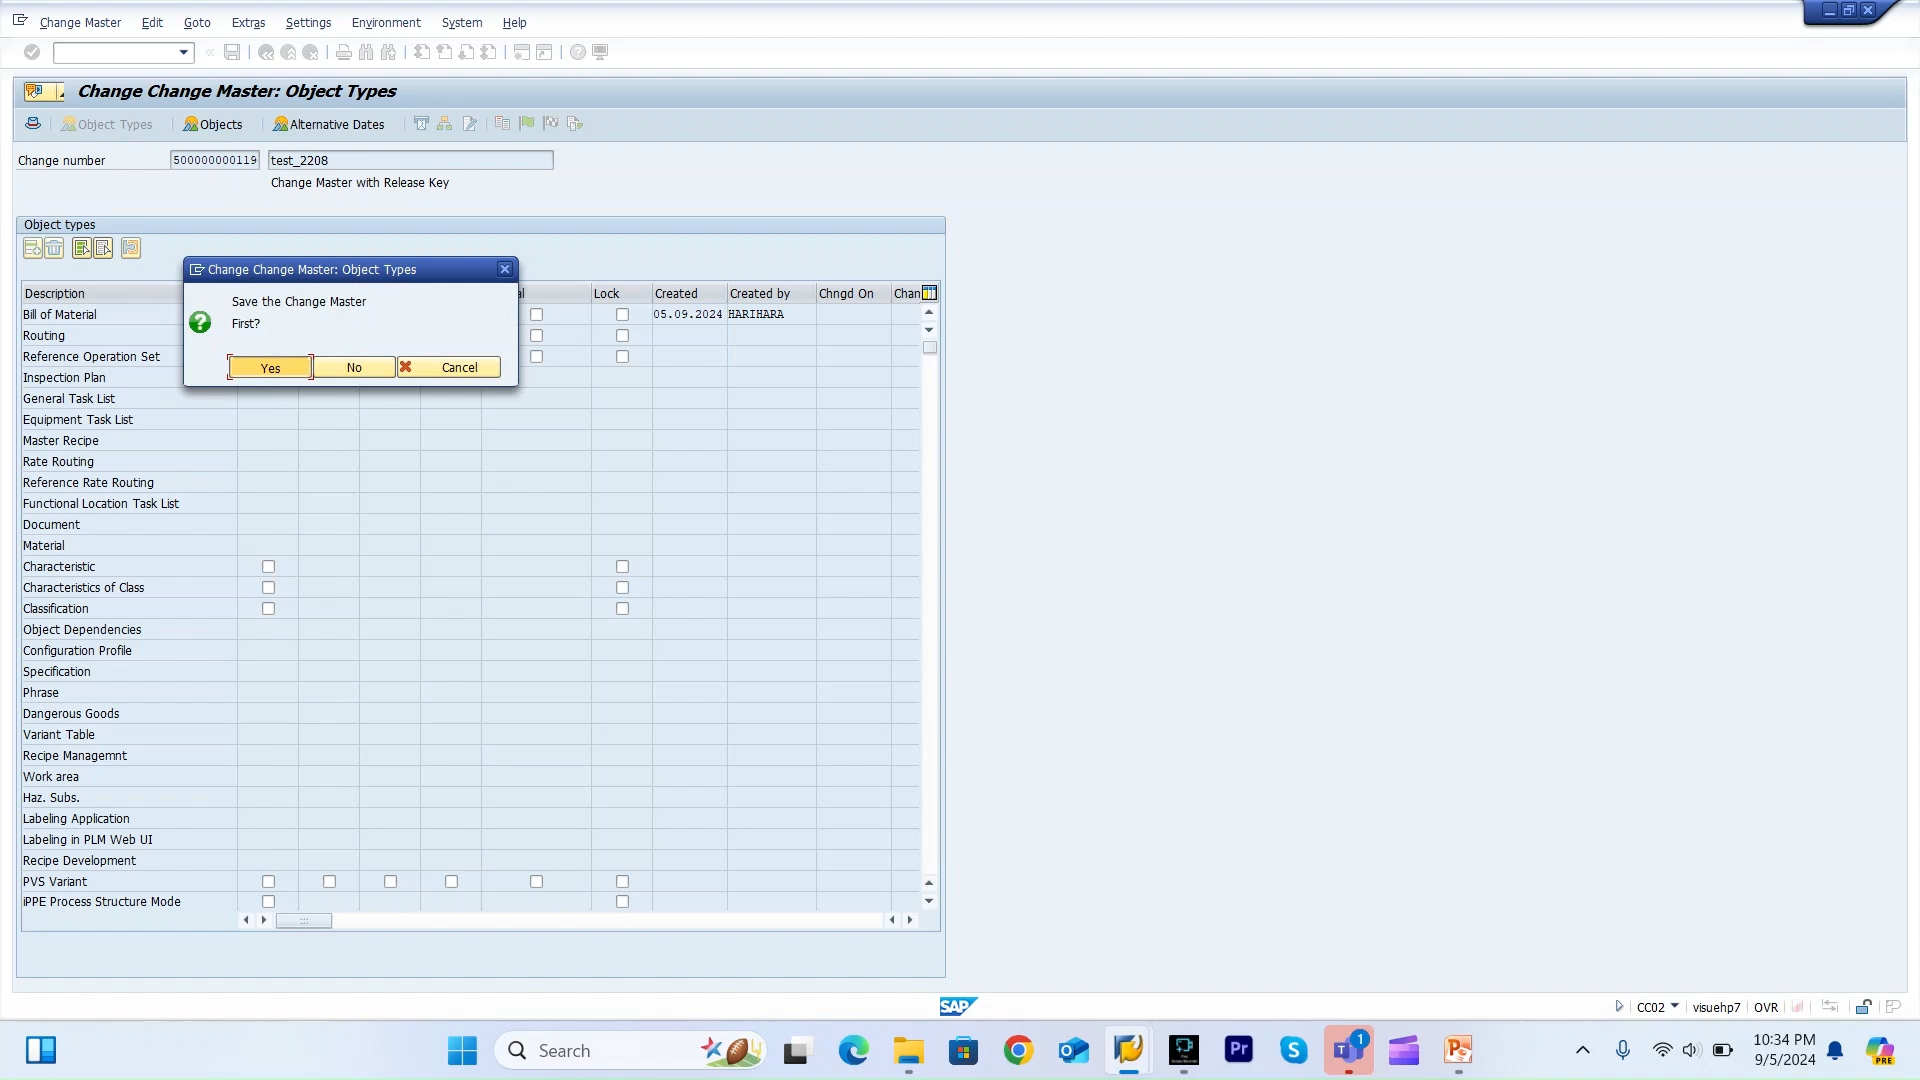 Change Master Edit Goto Extras Settings Environment System Help
Change Change Master: Object Types
Object Types Objects Alternative Dates
Change number 500000000119 test_2208
Change Master with Release Key
Object types
Change Change Master: Object Types
Save the Change Master
First?
Yes No Cancel
Description Lock Created Created by Chngd On Chan
Bill of Material 05.09.2024 HARIHARA
Routing
Reference Operation Set
Inspection Plan
General Task List
Equipment Task List
Master Recipe
Rate Routing
Reference Rate Routing
Functional Location Task List
Document
Material
Characteristic
Characteristics of Class
Classification
Object Dependencies
Configuration Profile
Specification
Phrase
Dangerous Goods
Variant Table
Recipe Managemnt
Work area
Haz. Subs.
Labeling Application
Labeling in PLM Web UI
Recipe Development
PVS Variant
iPPE Process Structure Mode
SAP CC02 visuehp7 OVR
Search Pr 1 10:34 PM
9/5/2024 PRE